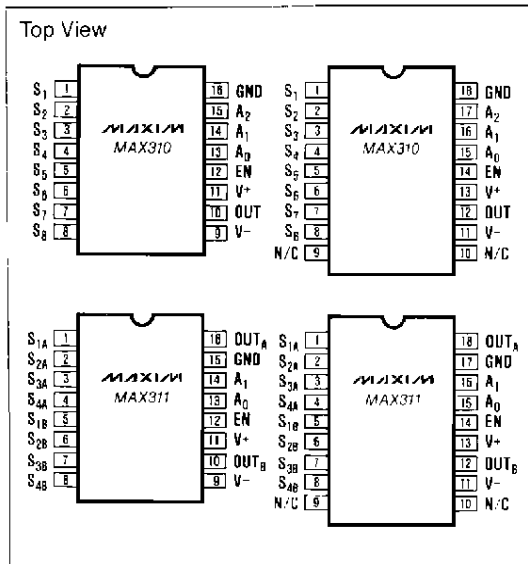 Top View
S1 1 16 GND
S2 2 15 A2
S3 3 MAXIM 14 A1
S4 4 MAX310 13 A0
S5 5 12 EN
S6 6 11 V+
S7 7 10 OUT
S8 8 9 V-
S1 1 18 GND
S2 2 17 A2
S3 3 MAXIM 16 A1
S4 4 MAX310 15 A0
S5 5 14 EN
S6 6 13 V+
S7 7 12 OUT
S8 8 11 V-
N/C 9 10 N/C
S1A 1 16 OUTA
S2A 2 15 GND
S3A 3 MAXIM 14 A1
S4A 4 MAX311 13 A0
S1B 5 12 EN
S2B 6 11 V+
S3B 7 10 OUTB
S4B 8 9 V-
S1A 1 18 OUTA
S2A 2 17 GND
S3A 3 MAXIM 16 A1
S4A 4 MAX311 15 A0
S1B 5 14 EN
S2B 6 13 V+
S3B 7 12 OUTB
S4B 8 11 V-
N/C 9 10 N/C